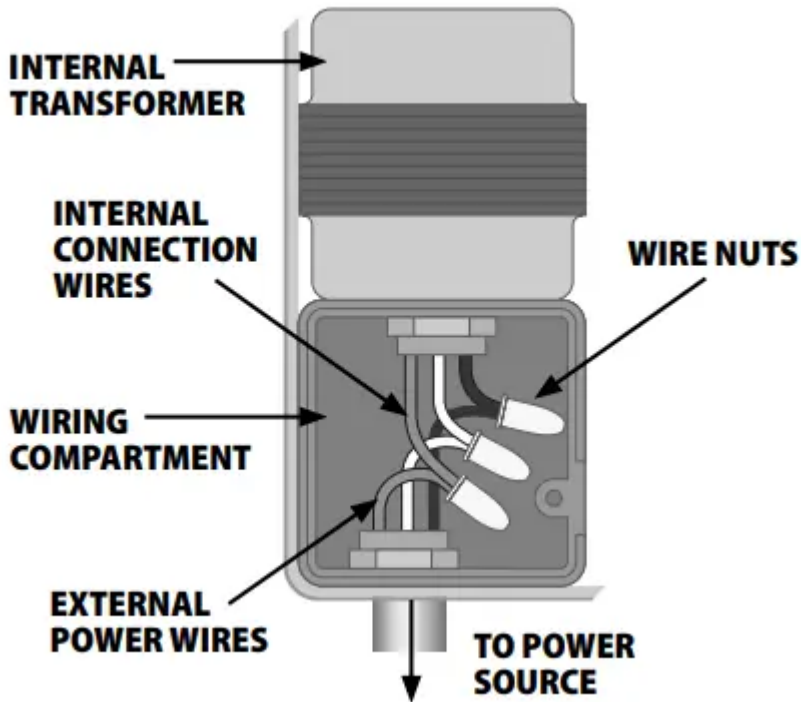 INTERNAL
TRANSFORMER
INTERNAL
CONNECTION
WIRES
WIRE NUTS
WIRING
COMPARTMENT
EXTERNAL
POWER WIRES
TO POWER
SOURCE